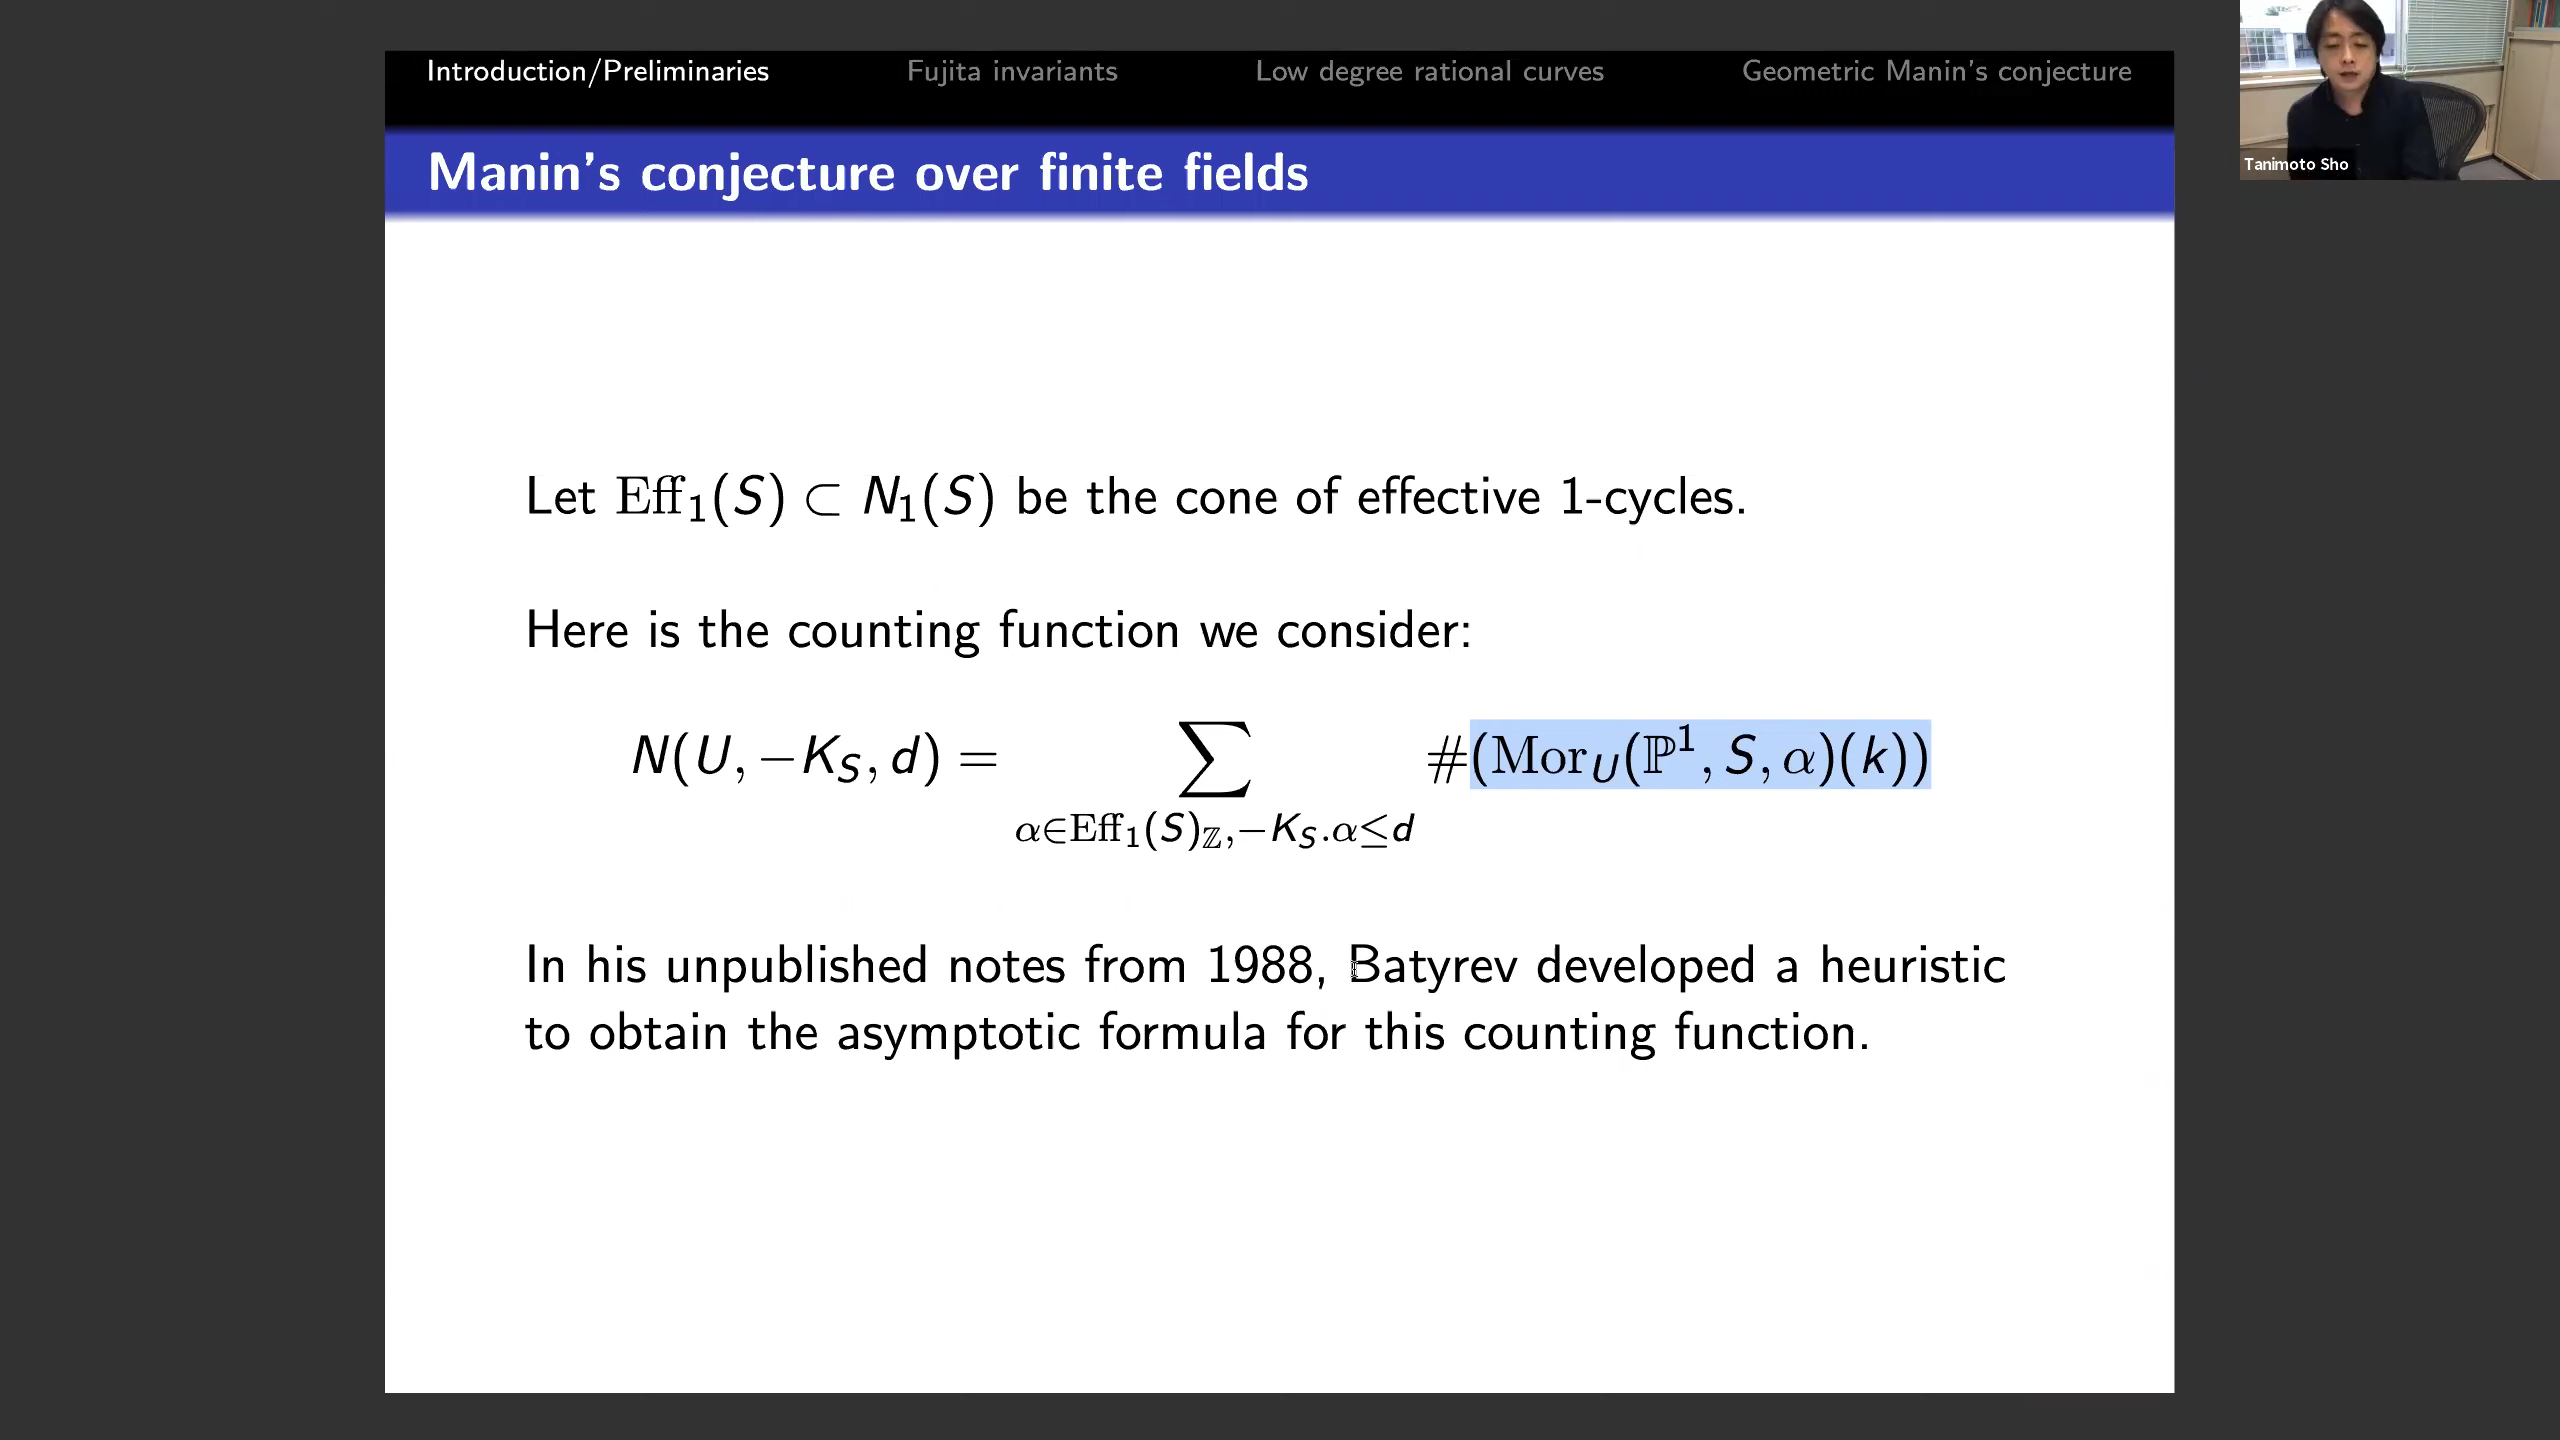 Introduction/Preliminaries Fujita invariants Low degree rational curves Geometric Manin's conjecture
Tanimoto Sho
Manin's conjecture over finite fields
Let Eff₁(S) ⊂ N₁(S) be the cone of effective 1-cycles.
Here is the counting function we consider:
N(U, −K_S, d) = ∑_{α∈Eff₁(S)_ℤ, −K_S.α≤d} #(Mor_U(ℙ¹, S, α)(k))
In his unpublished notes from 1988, Batyrev developed a heuristic
to obtain the asymptotic formula for this counting function.